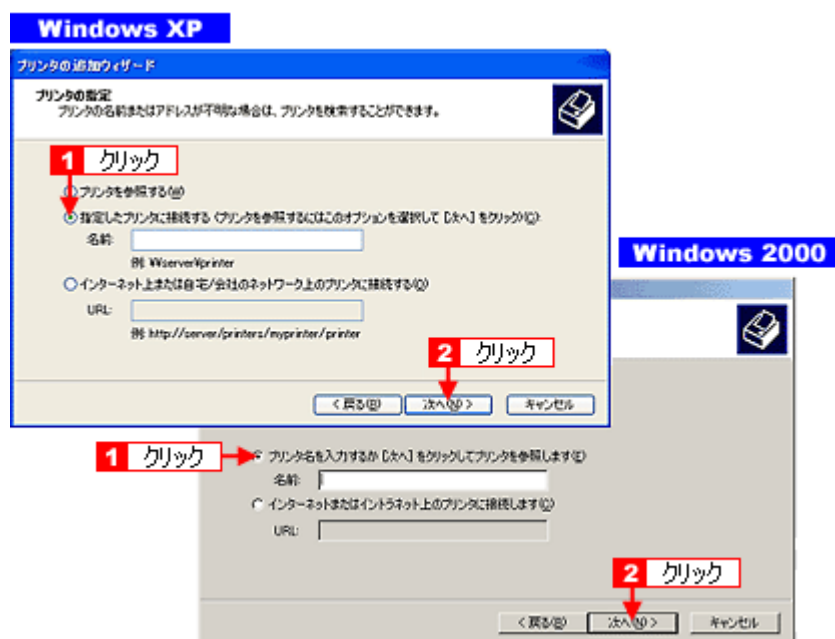 Windows XP
プリンタの追加ウィザード
プリンタの指定
プリンタの名前またはアドレスが不明な場合は、プリンタを検索することができます。
1 クリック
プリンタを参照する(W)
指定したプリンタに接続する (プリンタを参照するにはこのオプションを選択して [次へ] をクリック)(C):
名前:
例: ¥¥server¥printer
インターネット上または自宅/会社のネットワーク上のプリンタに接続する(O):
URL:
例: http://server/printers/myprinter/printer
2 クリック
< 戻る(B)
次へ(N) >
キャンセル
Windows 2000
1 クリック
プリンタ名を入力するか [次へ] をクリックしてプリンタを参照します(E)
名前:
インターネットまたはイントラネット上のプリンタに接続します(C)
URL:
2 クリック
< 戻る(B)
次へ(N) >
キャンセル